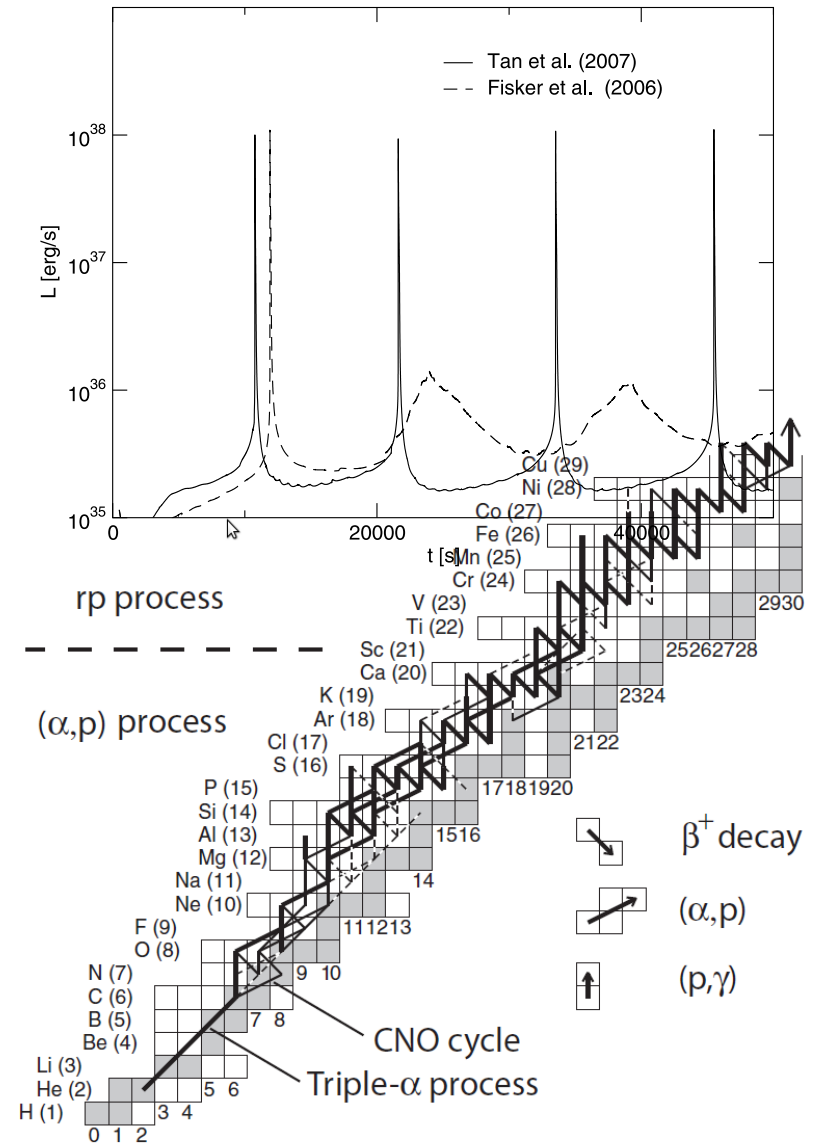 Tan et al. (2007)
Fisker et al. (2006)
10^38
10^37
10^36
10^35
L [erg/s]
0
20000
40000
t [s]
Cu (29)
Ni (28)
Co (27)
Fe (26)
Mn (25)
Cr (24)
V (23)
2930
Ti (22)
Sc (21)
25262728
Ca (20)
2324
K (19)
Ar (18)
2122
Cl (17)
S (16)
17181920
P (15)
Si (14)
1516
Al (13)
Mg (12)
14
Na (11)
Ne (10)
111213
F (9)
O (8)
9 10
N (7)
C (6)
7 8
B (5)
Be (4)
Li (3)
5 6
He (2)
3 4
H (1)
0 1 2
rp process
(α,p) process
β+ decay
(α,p)
(p,γ)
CNO cycle
Triple-α process